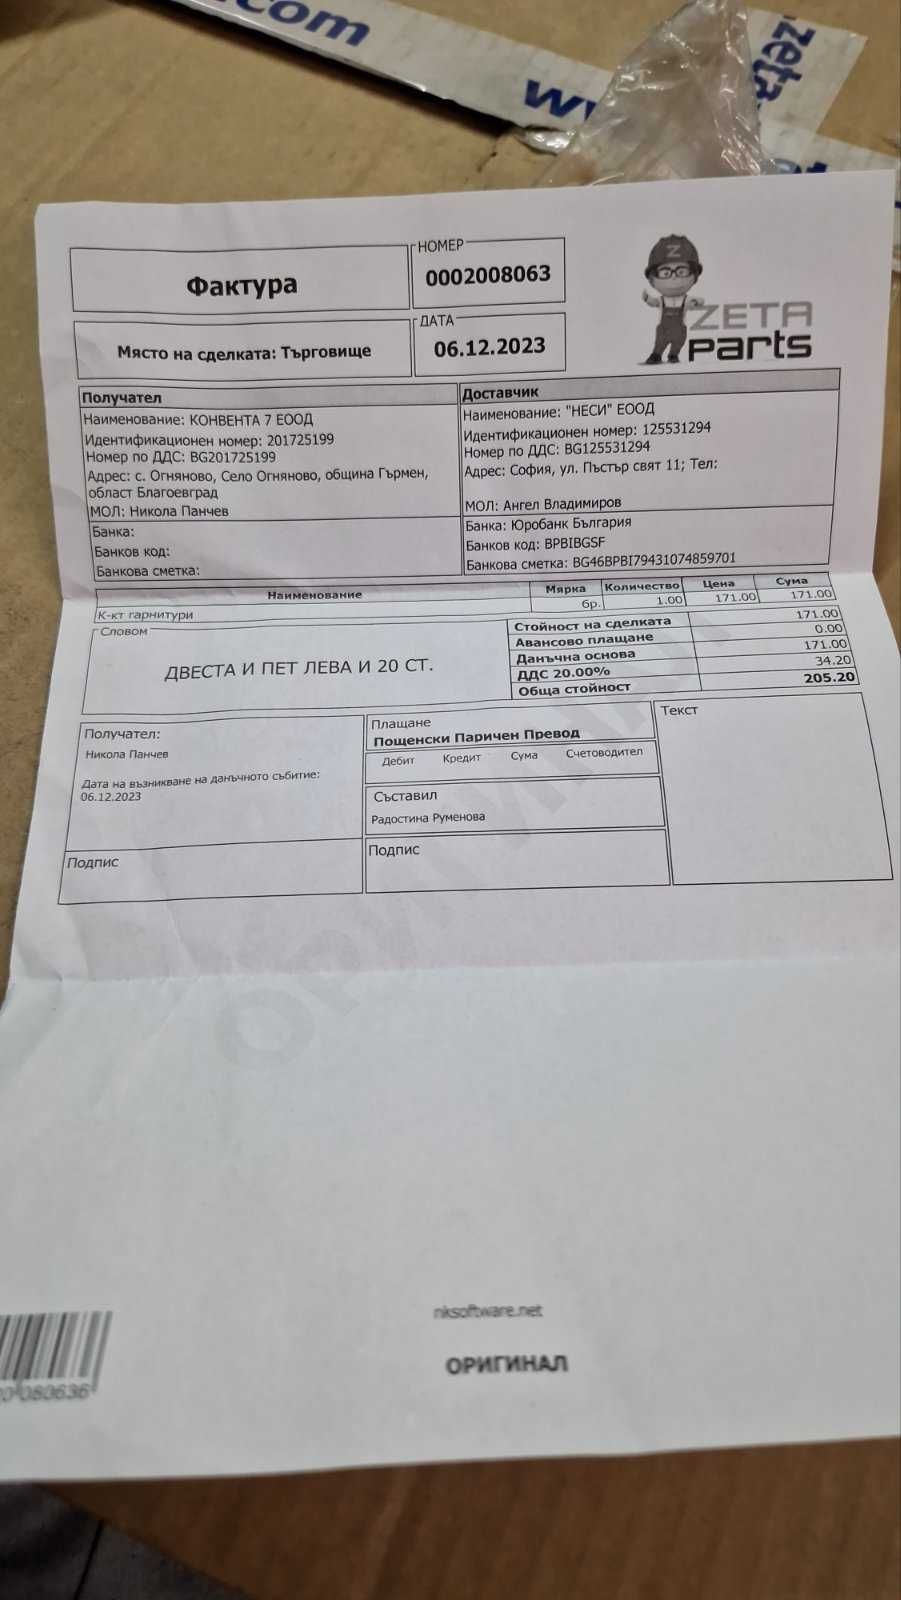 .com
ww
zeta
Фактура
НОМЕР
0002008063
Място на сделката: Търговище
ДАТА
06.12.2023
Z
ZETA
Parts
Получател
Наименование: КОНВЕНТА 7 ЕООД
Идентификационен номер: 201725199
Номер по ДДС: BG201725199
Адрес: с. Огняново, Село Огняново, община Гърмен,
област Благоевград
МОЛ: Никола Панчев
Банка:
Банков код:
Банкова сметка:
Доставчик
Наименование: "НЕСИ" ЕООД
Идентификационен номер: 125531294
Номер по ДДС: BG125531294
Адрес: София, ул. Пъстър свят 11; Тел:
МОЛ: Ангел Владимиров
Банка: Юробанк България
Банков код: BPBIBGSF
Банкова сметка: BG46BPBI79431074859701
Наименование Мярка Количество Цена Сума
К-кт гарнитури бр. 1.00 171.00 171.00
Словом
ДВЕСТА И ПЕТ ЛЕВА И 20 СТ.
Стойност на сделката 171.00
Авансово плащане 0.00
Данъчна основа 171.00
ДДС 20.00% 34.20
Обща стойност 205.20
Получател:
Никола Панчев
Дата на възникване на данъчното събитие:
06.12.2023
Подпис
Плащане
Пощенски Паричен Превод
Дебит Кредит Сума Счетоводител
Съставил
Радостина Руменова
Подпис
Текст
ОРИГИНАЛ
nksoftware.net
ОРИГИНАЛ
080636